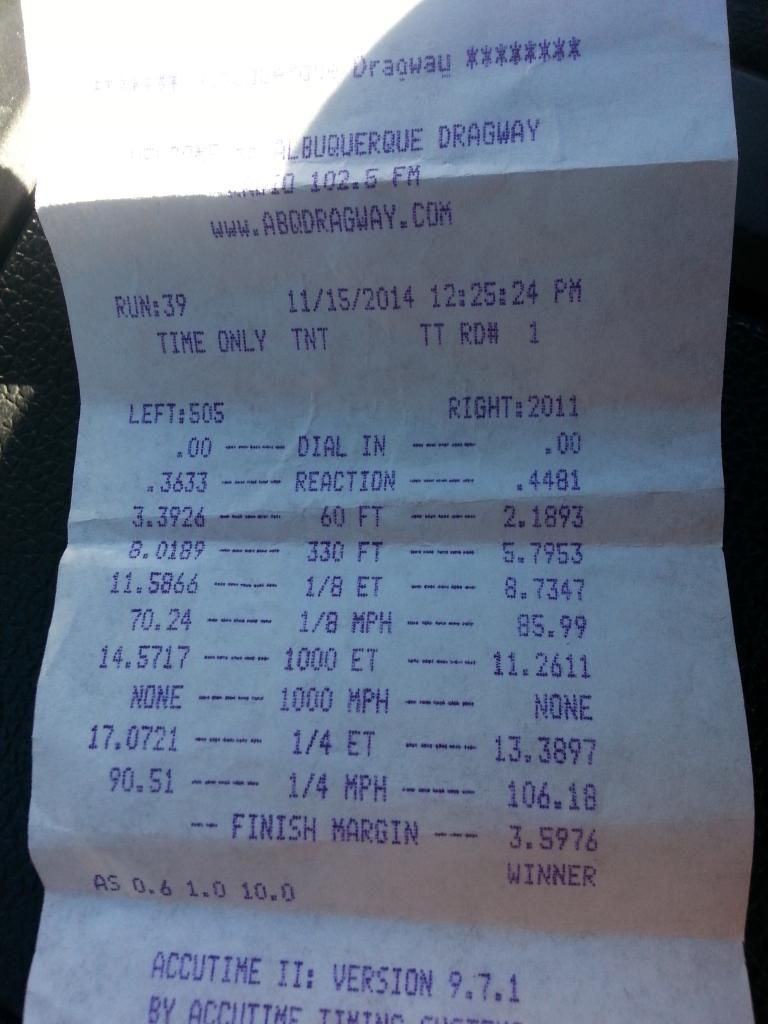 Dragway ********
ALBUQUERQUE DRAGWAY
102.5 FM
WWW.ABQDRAGWAY.COM
RUN:39 11/15/2014 12:25:24 PM
TIME ONLY TNT TT RD# 1
LEFT:505 RIGHT:2011
.00 ----- DIAL IN ----- .00
.3633 ----- REACTION ----- .4481
3.3926 ----- 60 FT ----- 2.1893
8.0189 ----- 330 FT ----- 5.7953
11.5866 ----- 1/8 ET ----- 8.7347
70.24 ----- 1/8 MPH ----- 85.99
14.5717 ----- 1000 ET ----- 11.2611
NONE ----- 1000 MPH ----- NONE
17.0721 ----- 1/4 ET ----- 13.3897
90.51 ----- 1/4 MPH ----- 106.18
-- FINISH MARGIN --- 3.5976
WINNER
AS 0.6 1.0 10.0
ACCUTIME II: VERSION 9.7.1
BY ACCUTIME TIMING SYSTEMS